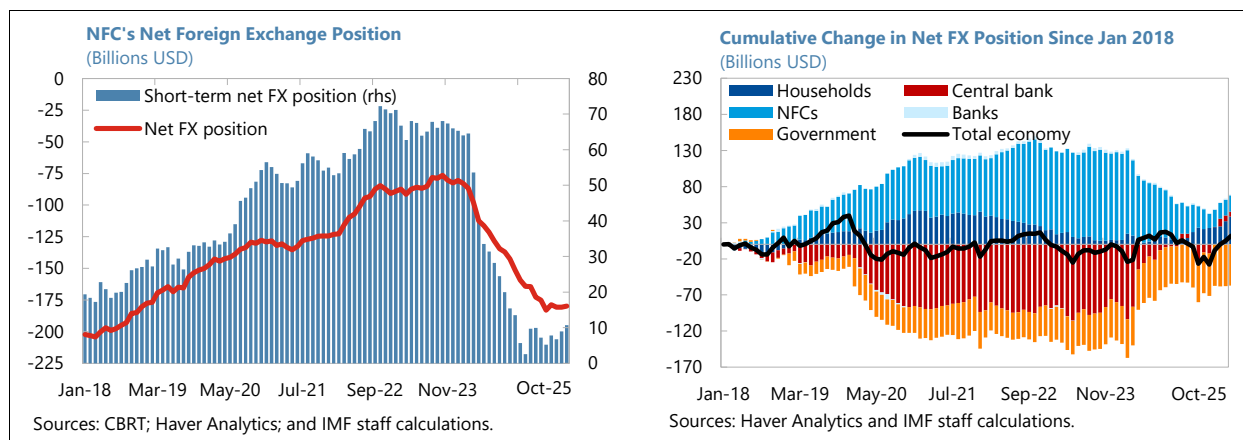 NFC's Net Foreign Exchange Position
(Billions USD)
0
-25
-50
-75
-100
-125
-150
-175
-200
-225
80
70
60
50
40
30
20
10
0
Short-term net FX position (rhs)
Net FX position
Jan-18 Mar-19 May-20 Jul-21 Sep-22 Nov-23 Oct-25
Sources: CBRT; Haver Analytics; and IMF staff calculations.
Cumulative Change in Net FX Position Since Jan 2018
(Billions USD)
230
180
130
80
30
-20
-70
-120
-170
Households Central bank
NFCs Banks
Government Total economy
Jan-18 Mar-19 May-20 Jul-21 Sep-22 Nov-23 Oct-25
Sources: Haver Analytics and IMF staff calculations.